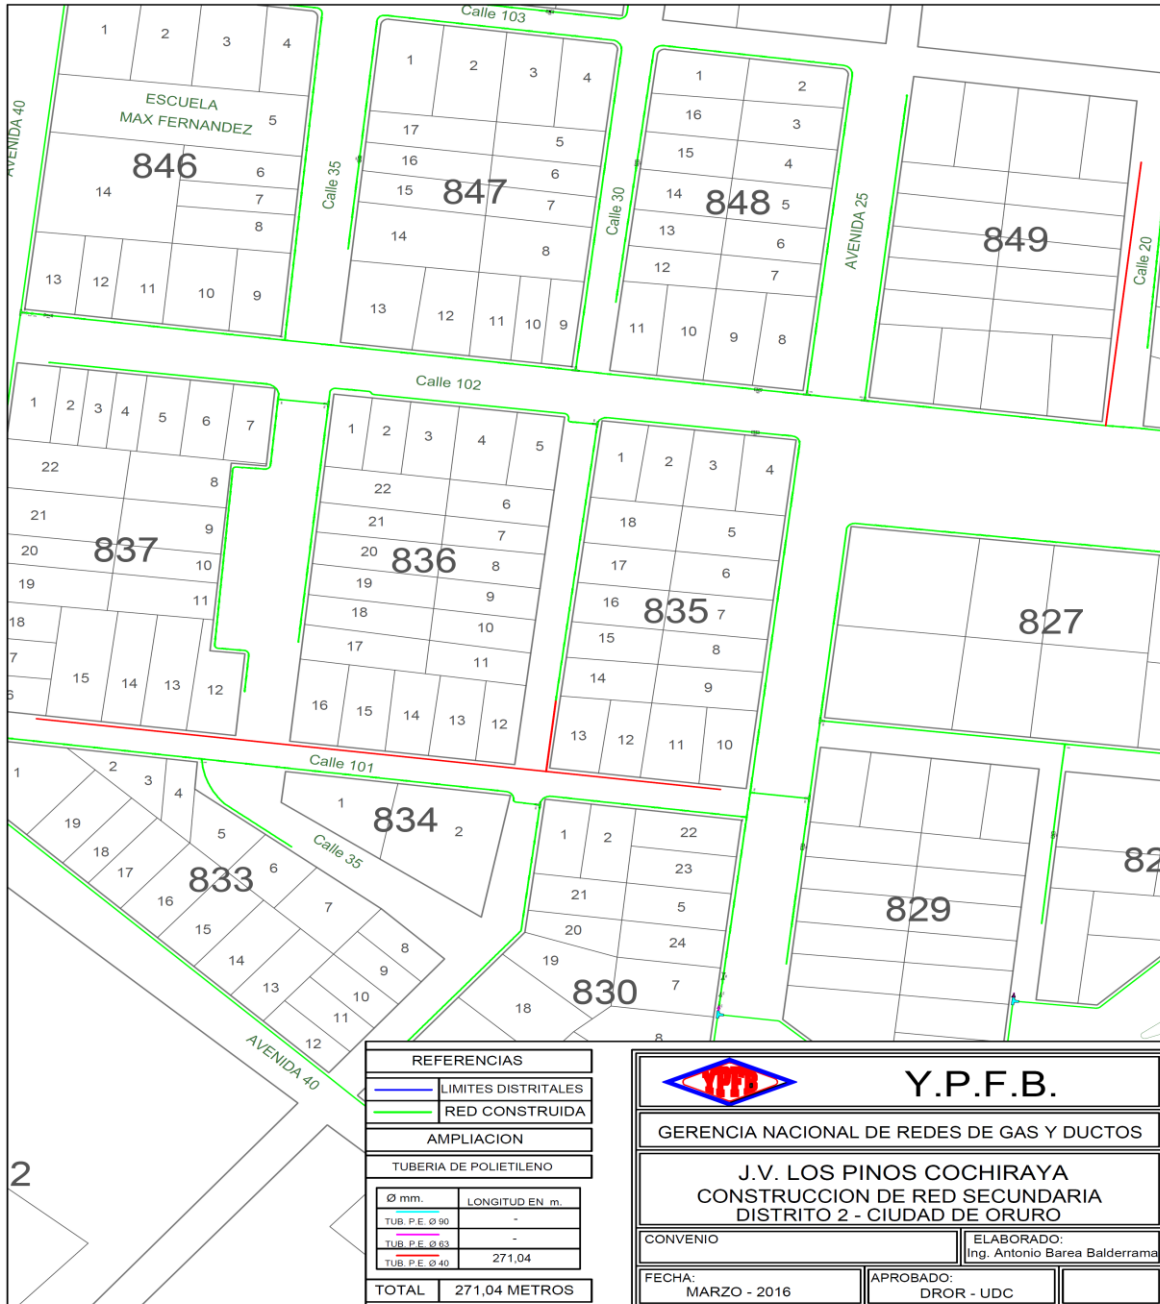 Calle 103
AVENIDA 40
1 2 3 4
ESCUELA
MAX FERNANDEZ
5
846
14
6
7
8
13 12 11 10 9
Calle 35
1 2 3 4
17
5
16
6
15
847
7
14
8
13 12 11 10 9
Calle 30
1
2
16
3
15
4
14
848
5
13
6
12
7
11 10 9 8
AVENIDA 25
849
Calle 20
Calle 102
1 2 3 4 5 6 7
22
8
21
9
837
20
10
19
11
18
7
6
15 14 13 12
1 2 3 4 5
22
6
21
7
20
836
8
19
9
18
10
17
11
16 15 14 13 12
1 2 3 4
18
5
17
6
16
835
7
15
8
14
9
13 12 11 10
827
Calle 101
1
2
3
4
19
18
17
5
6
833
7
16
15
14
13
8
9
10
11
12
1
834
2
Calle 35
AVENIDA 40
1 2
22
23
21
5
20
24
19
7
830
18
8
829
82
2
REFERENCIAS
LIMITES DISTRITALES
RED CONSTRUIDA
AMPLIACION
TUBERIA DE POLIETILENO
Ø mm. LONGITUD EN m.
TUB. P.E. Ø 90 -
TUB. P.E. Ø 63 -
TUB. P.E. Ø 40 271,04
TOTAL 271,04 METROS
YPFB
Y.P.F.B.
GERENCIA NACIONAL DE REDES DE GAS Y DUCTOS
J.V. LOS PINOS COCHIRAYA
CONSTRUCCION DE RED SECUNDARIA
DISTRITO 2 - CIUDAD DE ORURO
CONVENIO
ELABORADO:
Ing. Antonio Barea Balderrama
FECHA:
MARZO - 2016
APROBADO:
DROR - UDC